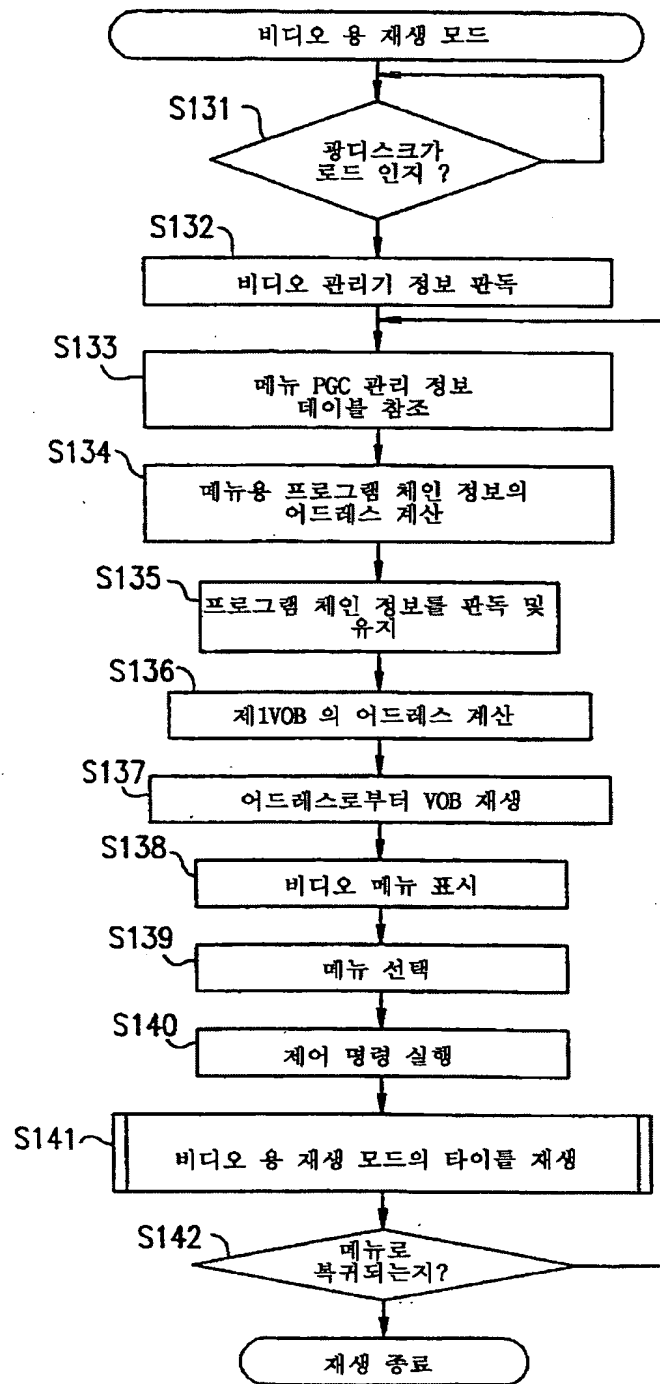 비디오 용 재생 모드
S131
광디스크가
로드 인지 ?
S132
비디오 관리기 정보 판독
S133
메뉴 PGC 관리 정보
테이블 참조
S134
메뉴용 프로그램 체인 정보의
어드레스 계산
S135
프로그램 체인 정보를 판독 및
유지
S136
제1VOB 의 어드레스 계산
S137
어드레스로부터 VOB 재생
S138
비디오 메뉴 표시
S139
메뉴 선택
S140
제어 명령 실행
S141
비디오 용 재생 모드의 타이틀 재생
S142
메뉴로
복귀되는지?
재생 종료